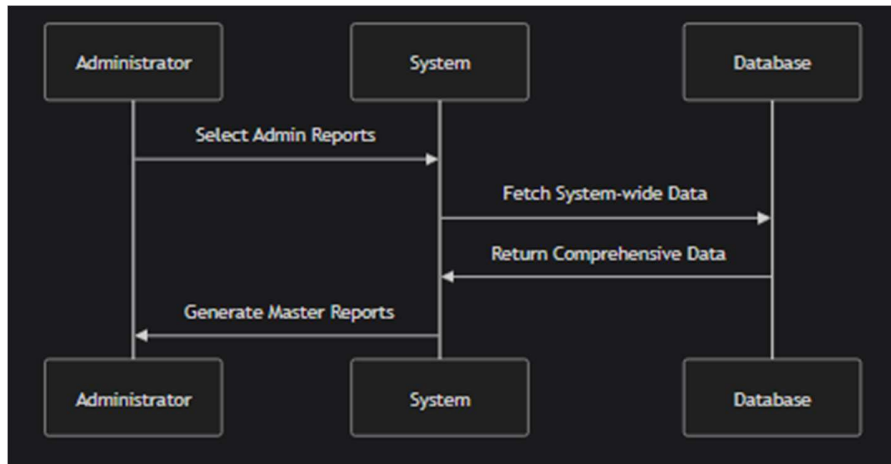 Administrator
System
Database
Select Admin Reports
Fetch System-wide Data
Return Comprehensive Data
Generate Master Reports
Administrator
System
Database